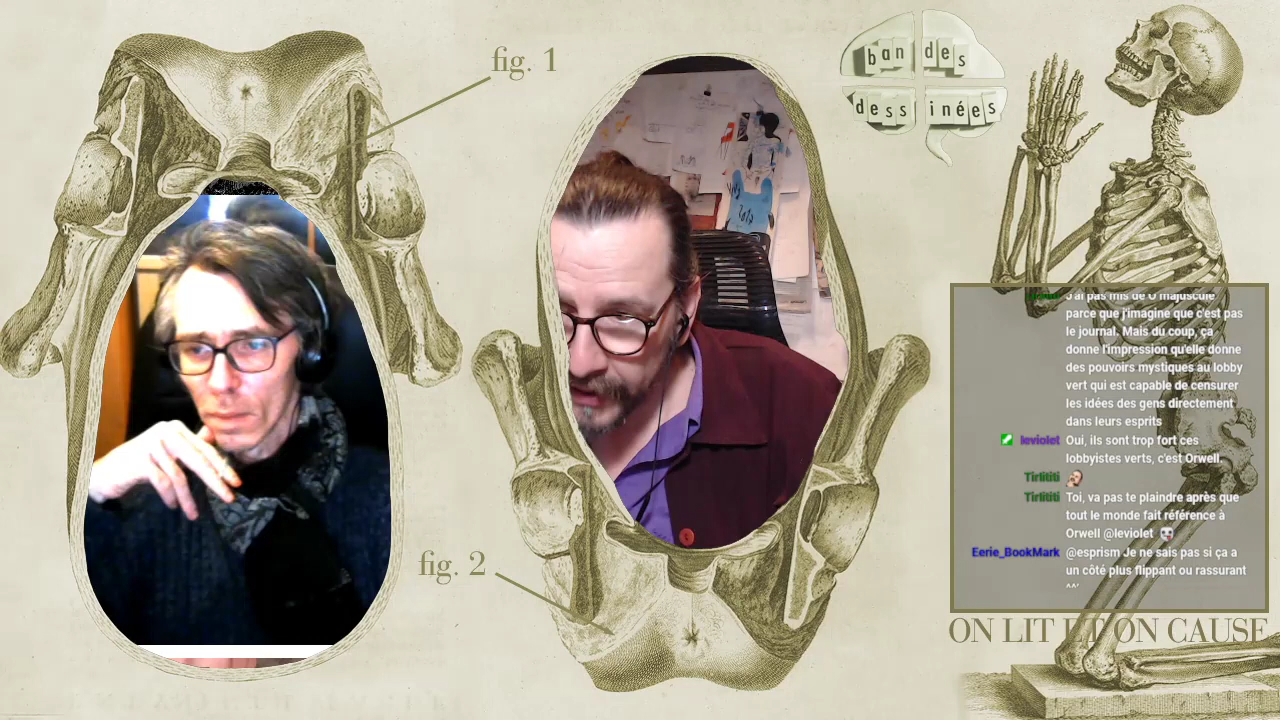 fig. 1
ban des
dess inées
J'ai pas mis de O majuscule
parce que j'imagine que c'est pas
le journal. Mais du coup, ça
donne l'impression qu'elle donne
des pouvoirs mystiques au lobby
vert qui est capable de censurer
les idées des gens directement
dans leurs esprits
leviolet Oui, ils sont trop fort ces
lobbyistes verts, c'est Orwell.
Tirlititi
Tirlititi Toi, va pas te plaindre après que
tout le monde fait référence à
Orwell @leviolet
Eerie_BookMark @esprism Je ne sais pas si ça a
un côté plus flippant ou rassurant
^^'
fig. 2
ON LIT ET ON CAUSE